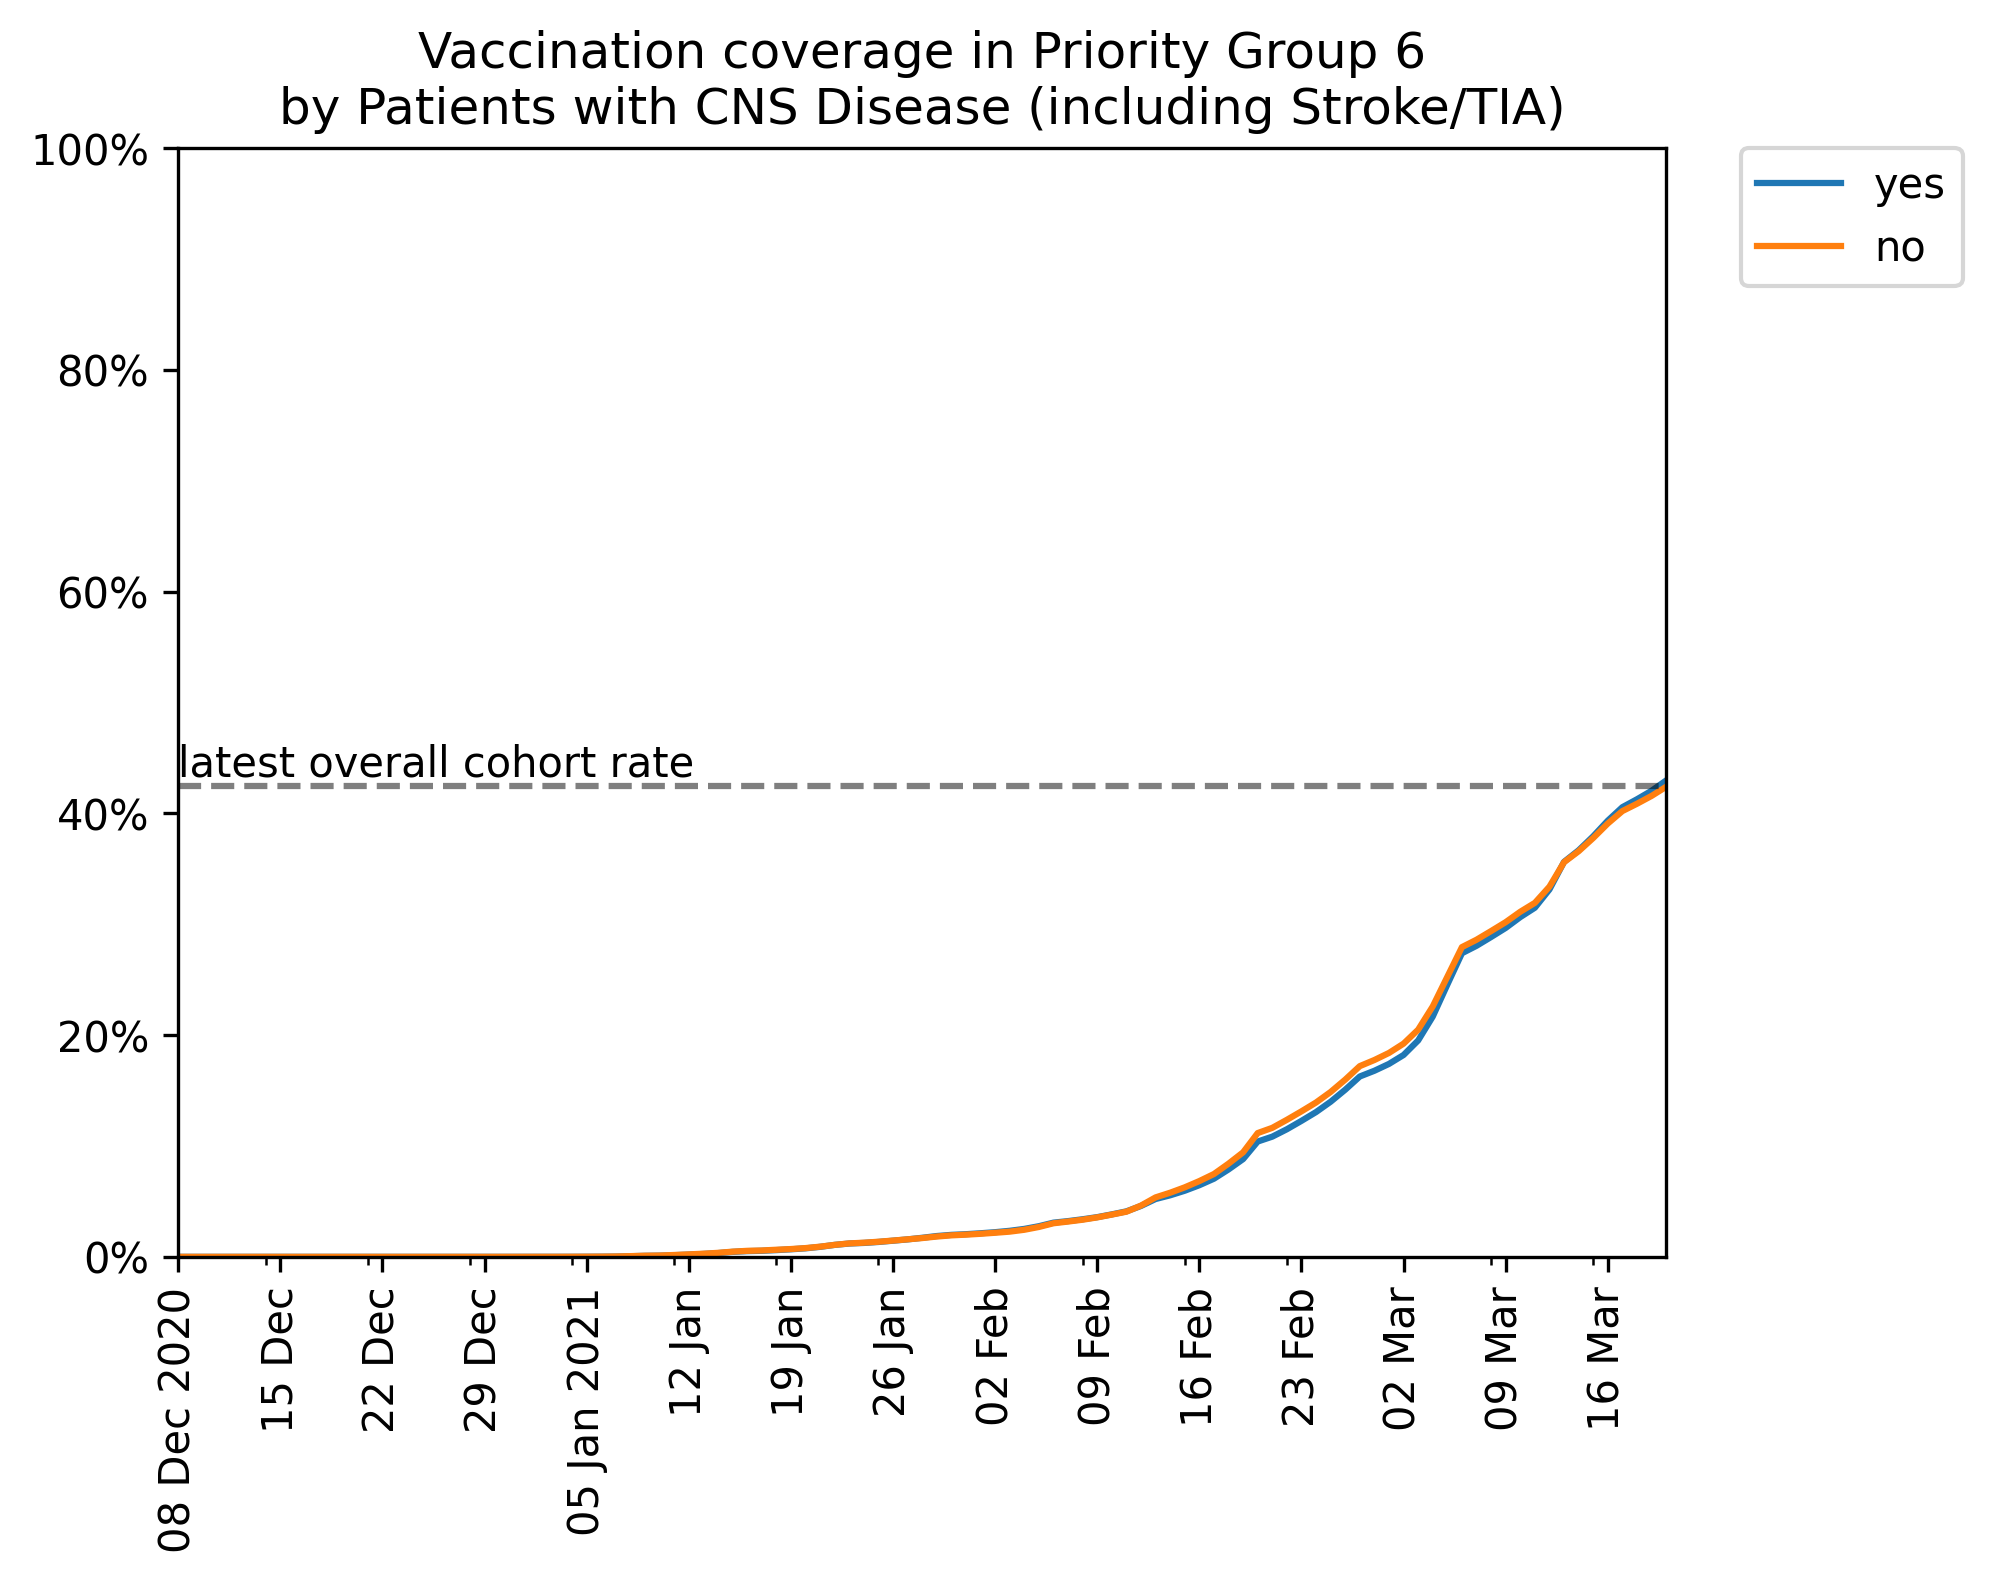 Vaccination coverage in Priority Group 6
by Patients with CNS Disease (including Stroke/TIA)
yes
no
100%
80%
60%
40%
20%
0%
latest overall cohort rate
08 Dec 2020
15 Dec
22 Dec
29 Dec
05 Jan 2021
12 Jan
19 Jan
26 Jan
02 Feb
09 Feb
16 Feb
23 Feb
02 Mar
09 Mar
16 Mar